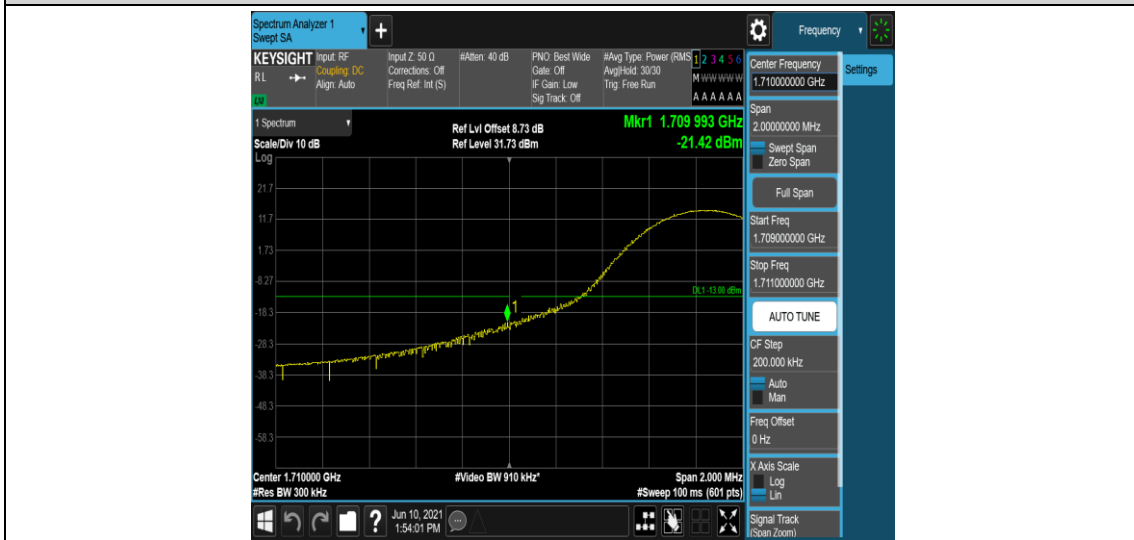 Spectrum Analyzer 1
Swept SA
+
Frequency
KEYSIGHT
RL
LXI
Input: RF
Coupling: DC
Align: Auto
Input Z: 50 Ω
Corrections: Off
Freq Ref: Int (S)
#Atten: 40 dB
PNO: Best Wide
Gate: Off
IF Gain: Low
Sig Track: Off
#Avg Type: Power (RMS
Avg|Hold: 30/30
Trig: Free Run
1 2 3 4 5 6
M W W W W W
A A A A A A
Center Frequency
1.710000000 GHz
Settings
1 Spectrum
Scale/Div 10 dB
Log
Ref Lvl Offset 8.73 dB
Ref Level 31.73 dBm
Mkr1 1.709 993 GHz
-21.42 dBm
Span
2.00000000 MHz
Swept Span
Zero Span
Full Span
Start Freq
1.709000000 GHz
Stop Freq
1.711000000 GHz
AUTO TUNE
CF Step
200.000 kHz
Auto
Man
Freq Offset
0 Hz
X Axis Scale
Log
Lin
Signal Track
(Span Zoom)
21.7
11.7
1.73
-8.27
DL1 -13.00 dBm
1
-18.3
-28.3
-38.3
-48.3
-58.3
Center 1.710000 GHz
#Res BW 300 kHz
#Video BW 910 kHz*
Span 2.000 MHz
#Sweep 100 ms (601 pts)
?
Jun 10, 2021
1:54:01 PM